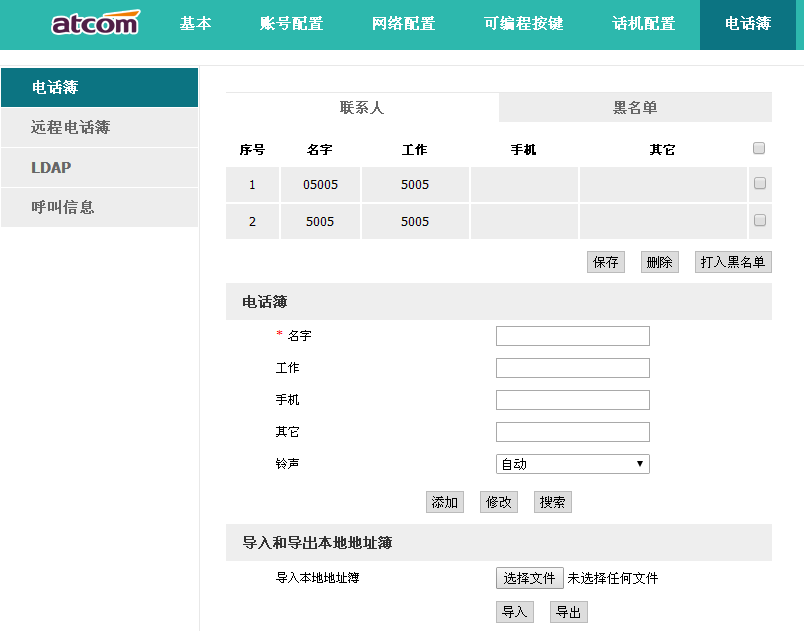 atcom 基本 账号配置 网络配置 可编程按键 话机配置 电话簿
电话簿
远程电话簿
LDAP
呼叫信息
联系人 黑名单
序号 名字 工作 手机 其它
1 05005 5005
2 5005 5005
保存 删除 打入黑名单
电话簿
* 名字
工作
手机
其它
铃声 自动
添加 修改 搜索
导入和导出本地地址簿
导入本地地址簿 选择文件 未选择任何文件
导入 导出